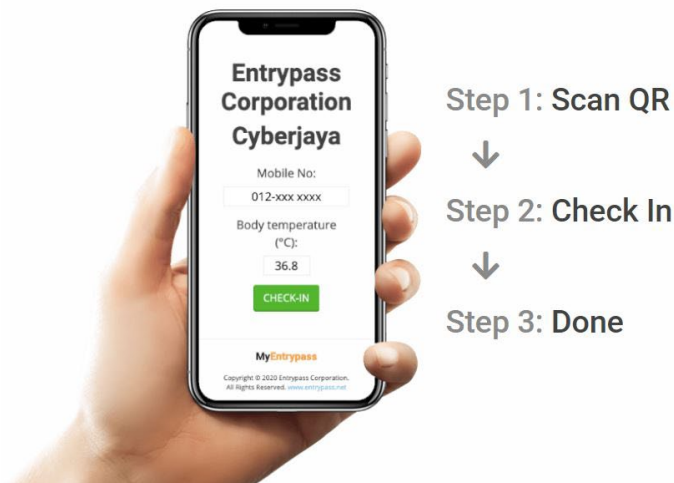 Entrypass
Corporation
Cyberjaya
Mobile No:
012-xxx xxxx
Body temperature
(°C):
36.8
CHECK-IN
MyEntrypass
Copyright © 2020 Entrypass Corporation.
All Rights Reserved. www.entrypass.net
Step 1: Scan QR
Step 2: Check In
Step 3: Done